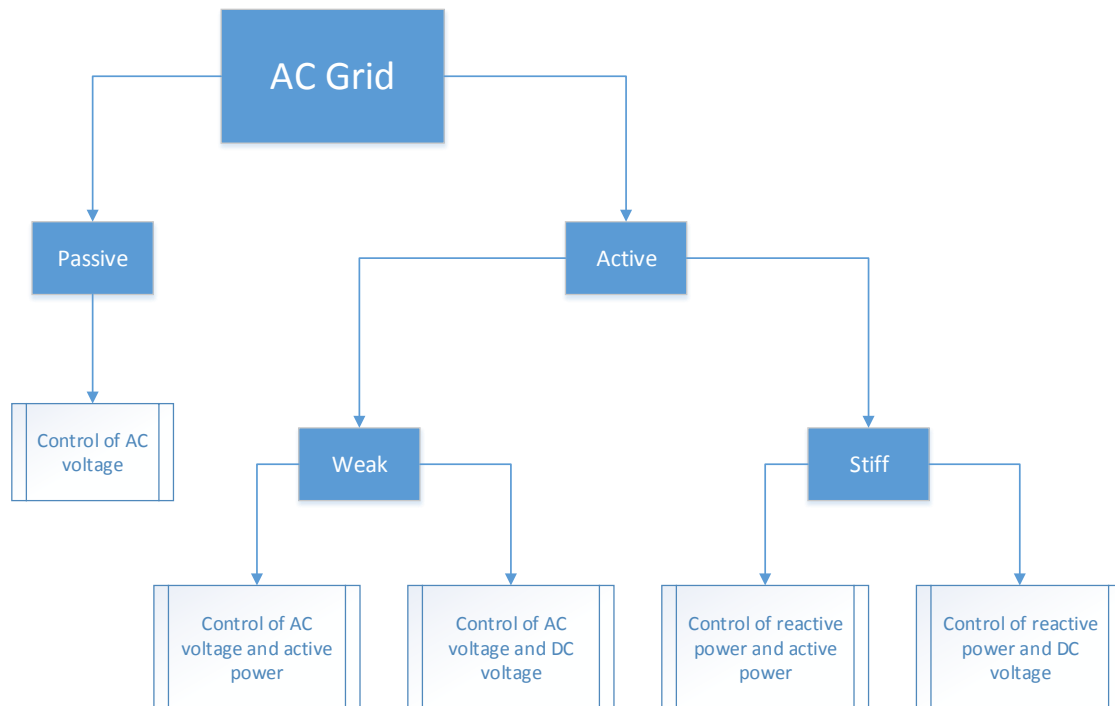 AC Grid
Passive
Active
Control of AC
voltage
Weak
Stiff
Control of AC
voltage and active
power
Control of AC
voltage and DC
voltage
Control of reactive
power and active
power
Control of reactive
power and DC
voltage